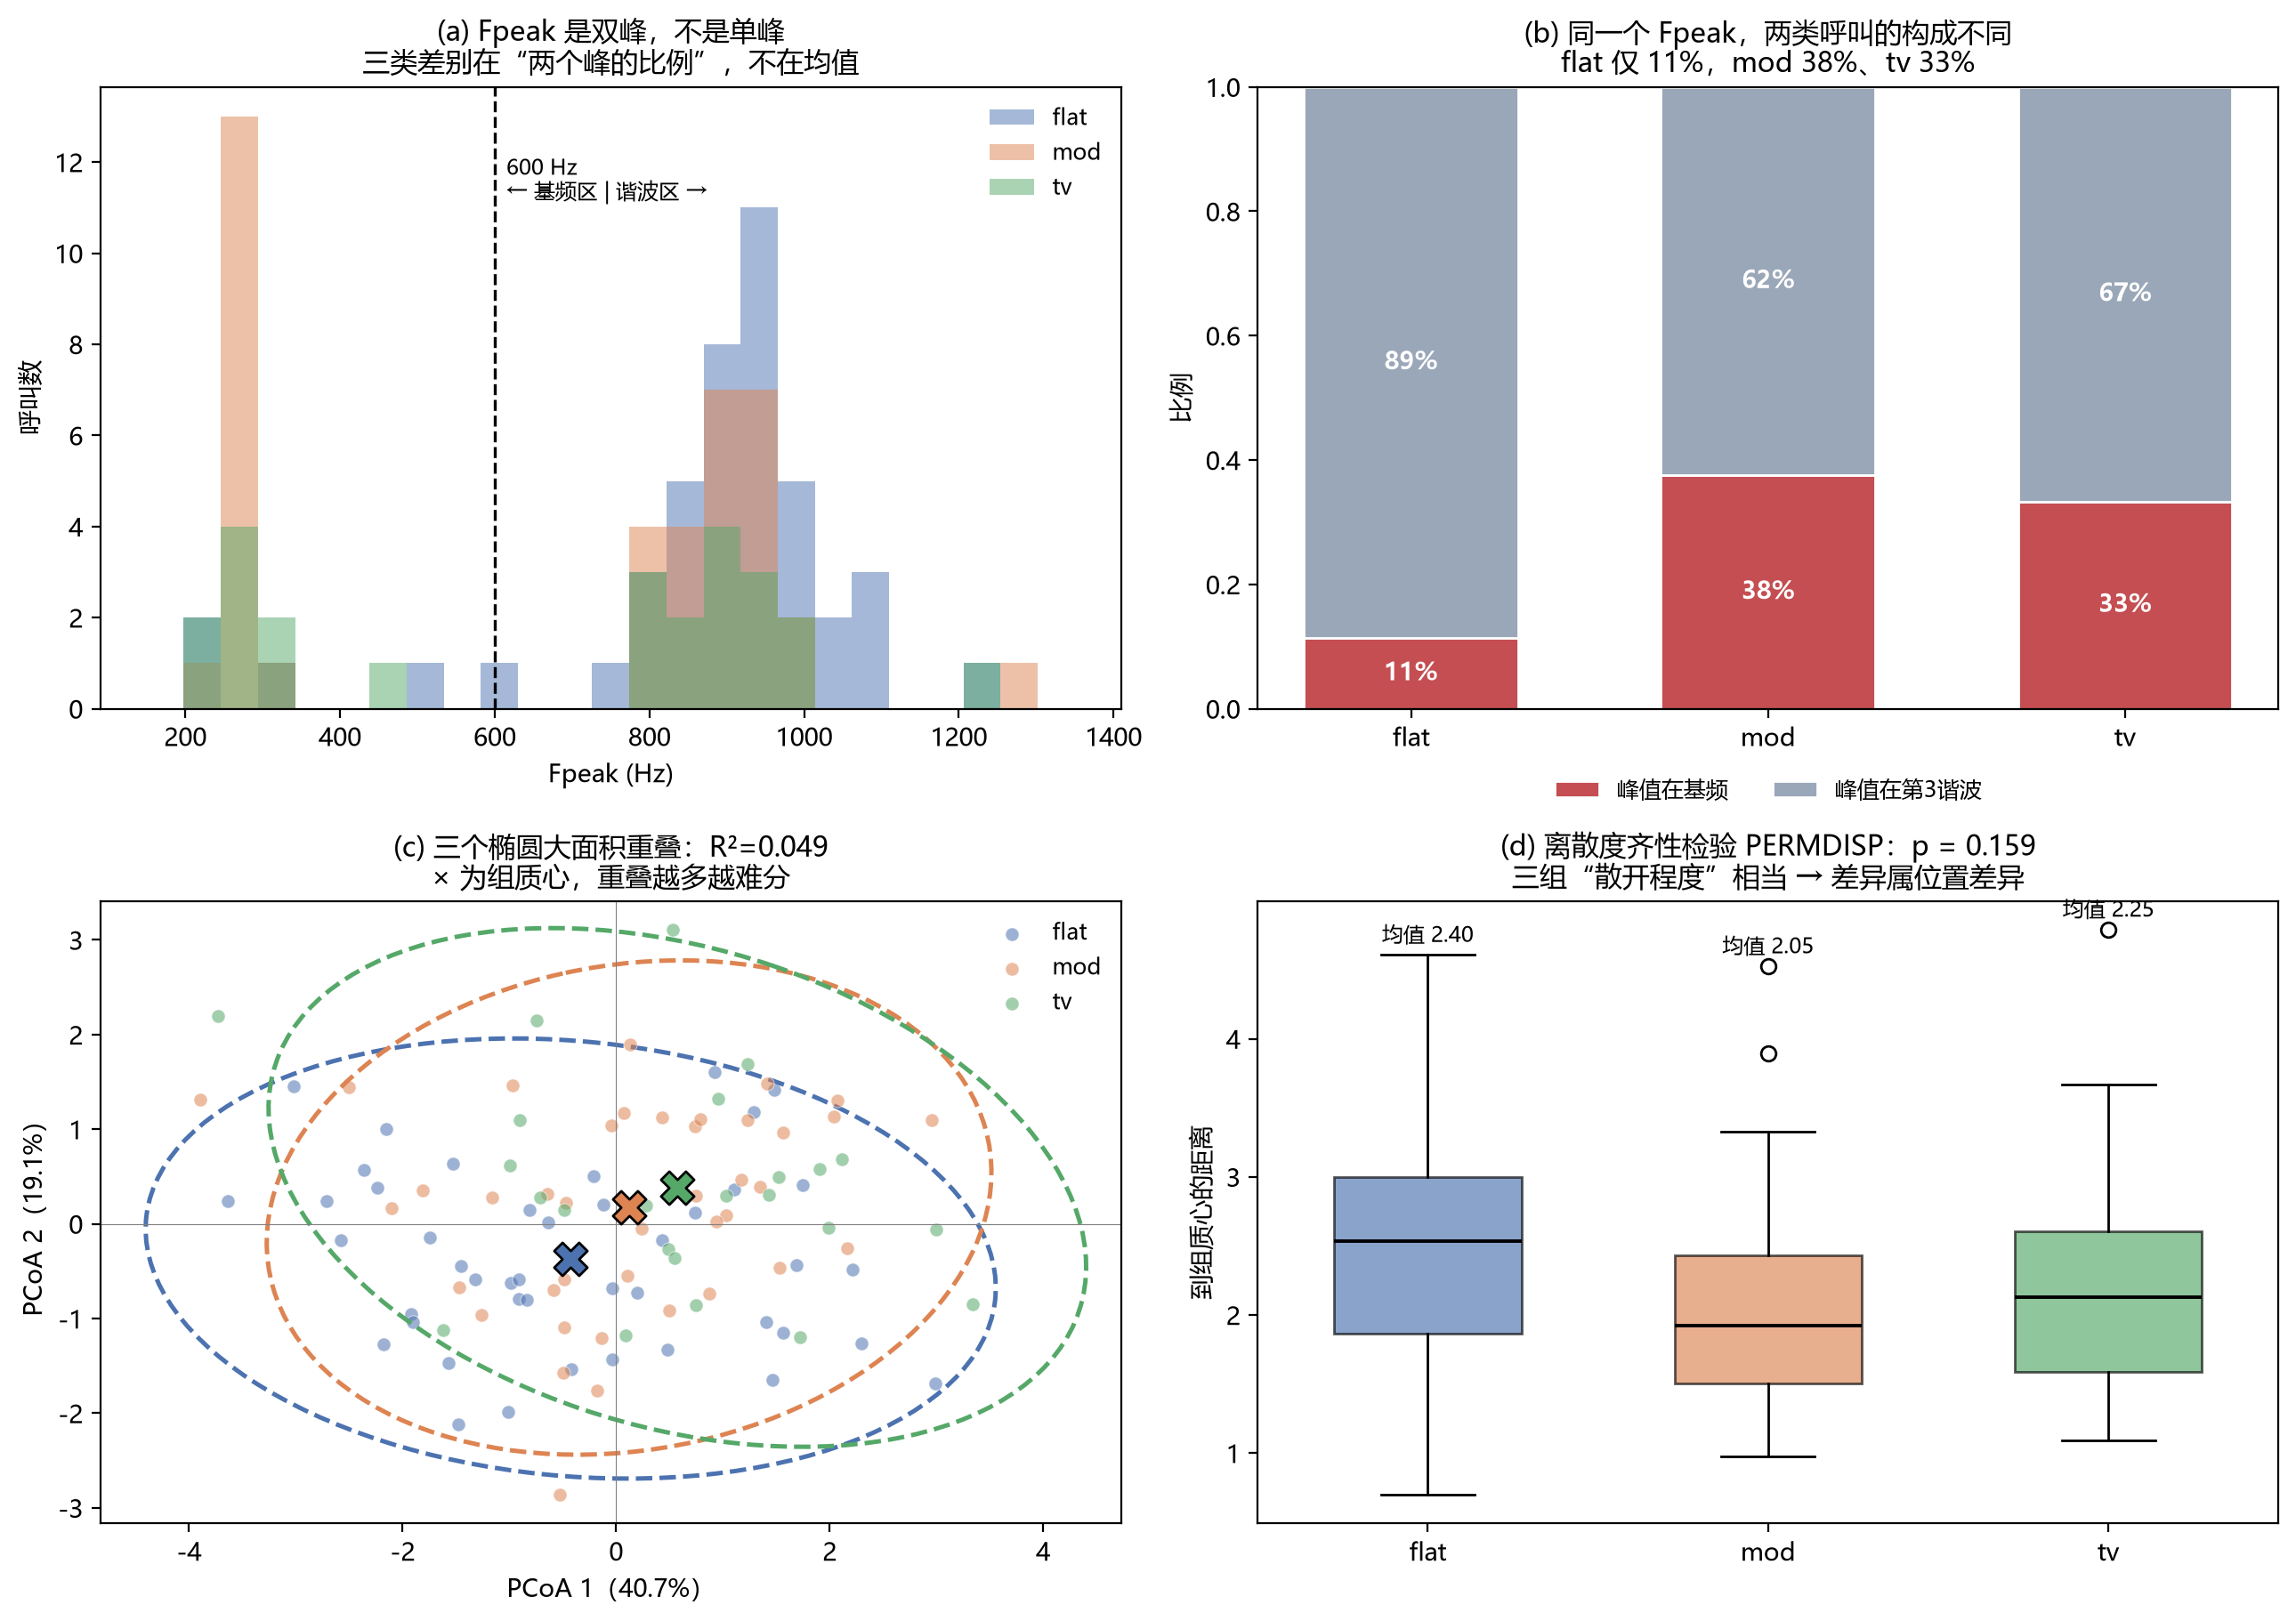 (a) Fpeak 是双峰，不是单峰
三类差别在“两个峰的比例”，不在均值
呼叫数
12
10
8
6
4
2
0
600 Hz
← 基频区 | 谐波区 →
flat
mod
tv
200
400
600
800
1000
1200
1400
Fpeak (Hz)
(b) 同一个 Fpeak，两类呼叫的构成不同
flat 仅 11%，mod 38%、tv 33%
比例
1.0
0.8
0.6
0.4
0.2
0.0
89%
11%
62%
38%
67%
33%
flat
mod
tv
峰值在基频
峰值在第3谐波
(c) 三个椭圆大面积重叠：R²=0.049
× 为组质心，重叠越多越难分
PCoA 2（19.1%）
3
2
1
0
-1
-2
-3
flat
mod
tv
-4
-2
0
2
4
PCoA 1（40.7%）
(d) 离散度齐性检验 PERMDISP：p = 0.159
三组“散开程度”相当 → 差异属位置差异
到组质心的距离
4
3
2
1
均值 2.40
均值 2.05
均值 2.25
flat
mod
tv